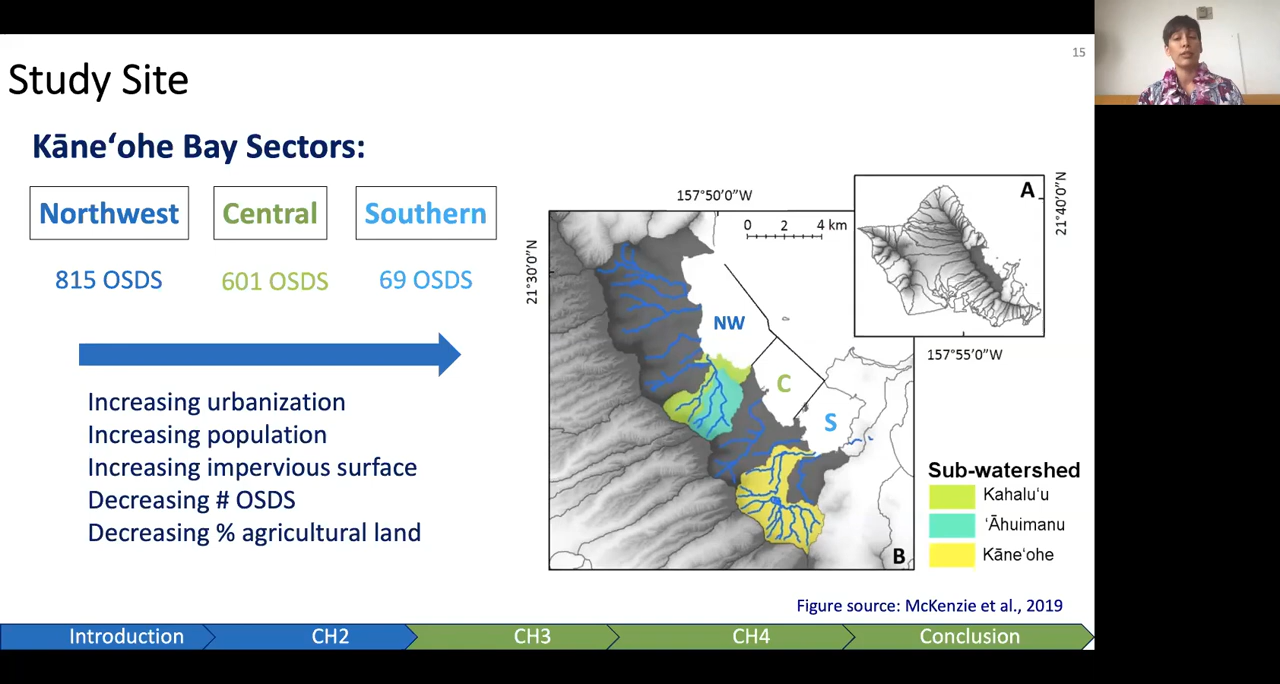 15
Study Site
Kāneʻohe Bay Sectors:
Northwest Central Southern
815 OSDS 601 OSDS 69 OSDS
Increasing urbanization
Increasing population
Increasing impervious surface
Decreasing # OSDS
Decreasing % agricultural land
157°50′0″W
0 2 4 km
21°30′0″N
A
21°40′0″N
157°55′0″W
NW
C
S
B
Sub-watershed
Kahaluʻu
ʻĀhuimanu
Kāneʻohe
Figure source: McKenzie et al., 2019
Introduction CH2 CH3 CH4 Conclusion